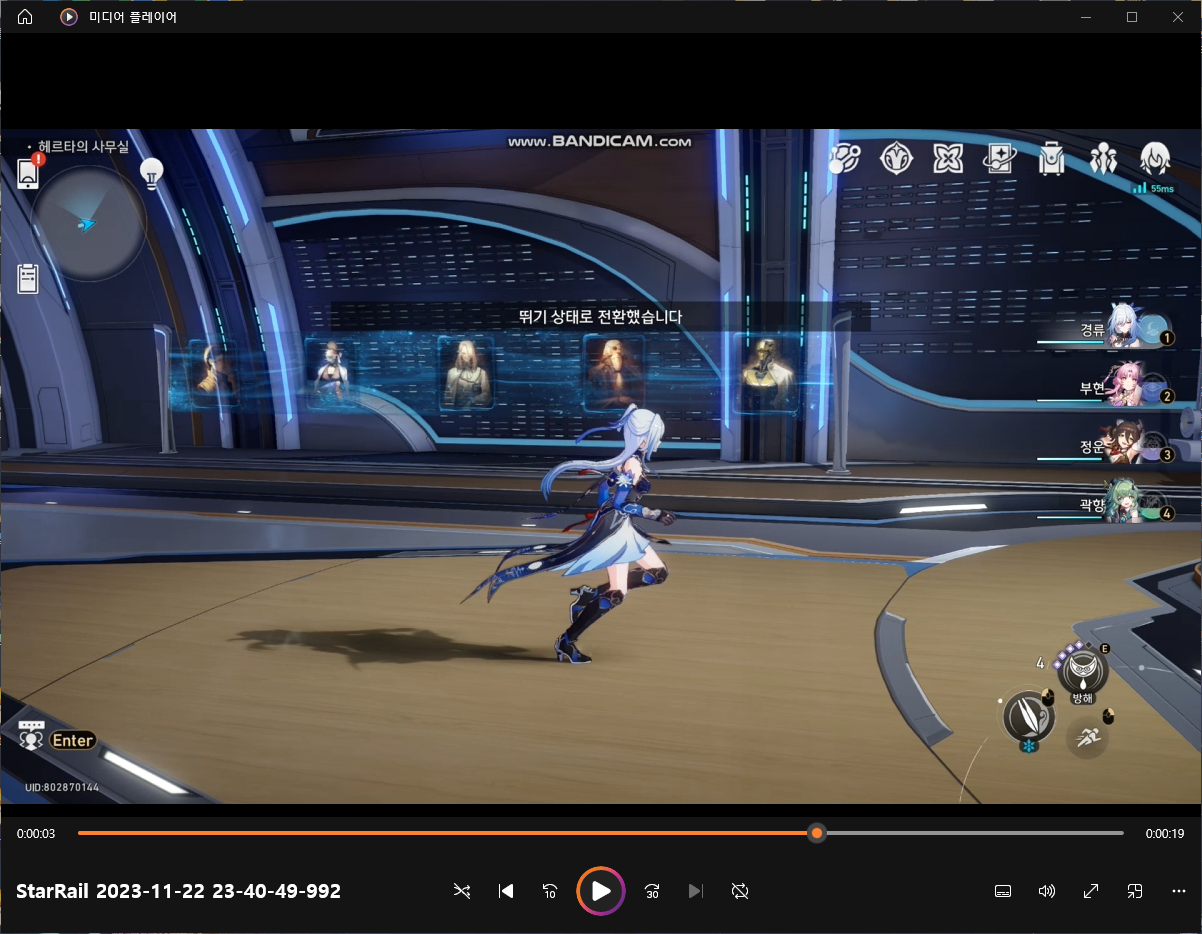 미디어 플레이어
www.BANDICAM.com
• 헤르타의 사무실
55ms
뛰기 상태로 전환했습니다
경류
1
부현
2
정운
3
곽향
4
E
4
방해
Enter
UID:802870144
0:00:03
0:00:19
StarRail 2023-11-22 23-40-49-992
10
30